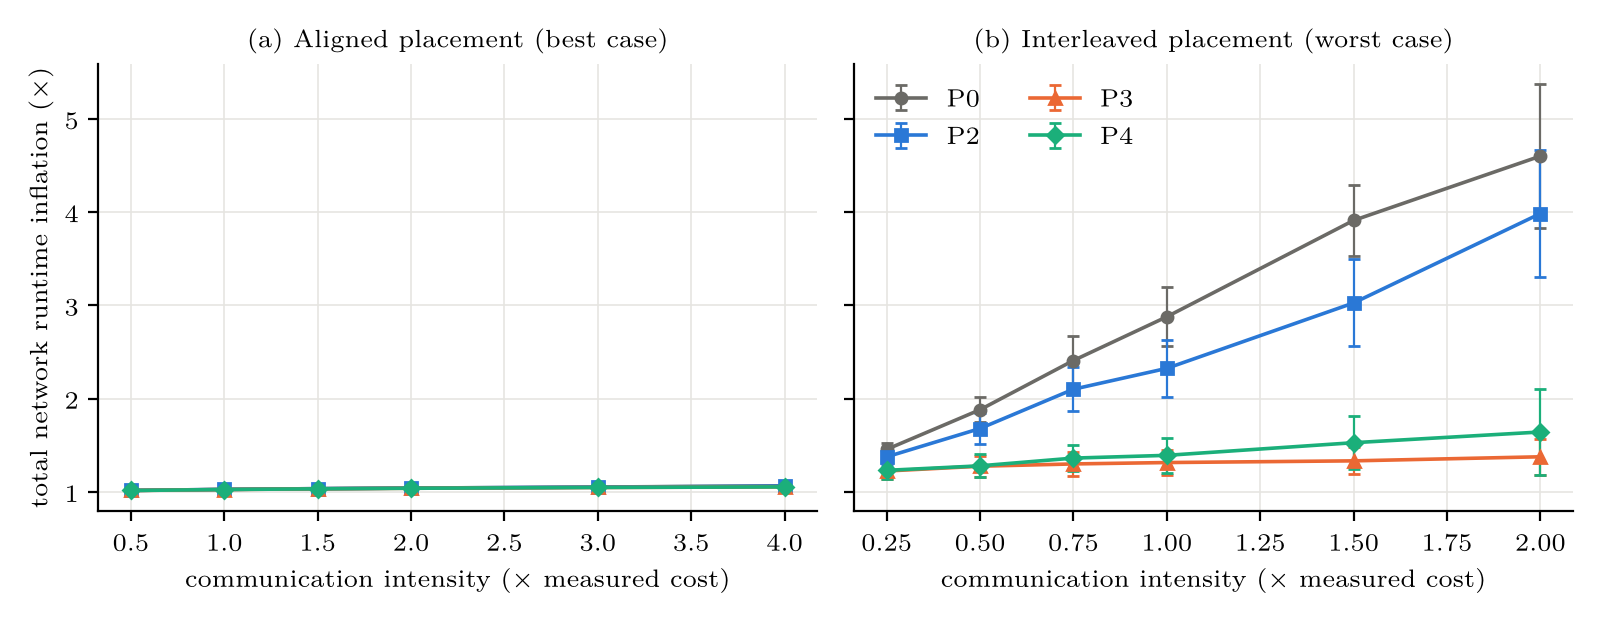 (a) Aligned placement (best case)
total network runtime inflation (×)
5
4
3
2
1
0.5 1.0 1.5 2.0 2.5 3.0 3.5 4.0
communication intensity (× measured cost)
(b) Interleaved placement (worst case)
P0 P3
P2 P4
0.25 0.50 0.75 1.00 1.25 1.50 1.75 2.00
communication intensity (× measured cost)